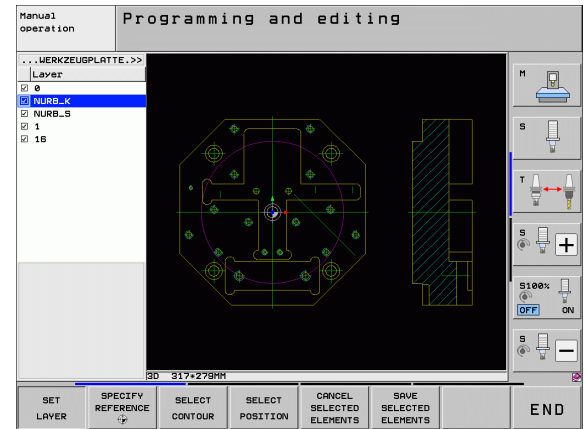 Manual
operation
Programming and editing
...WERKZEUGPLATTE.>>
Layer
0
NURB_K
NURB_S
1
16
M
S
T
S
S100%
OFF ON
S
3D 317*279MM
SET
LAYER
SPECIFY
REFERENCE
SELECT
CONTOUR
SELECT
POSITION
CANCEL
SELECTED
ELEMENTS
SAVE
SELECTED
ELEMENTS
END